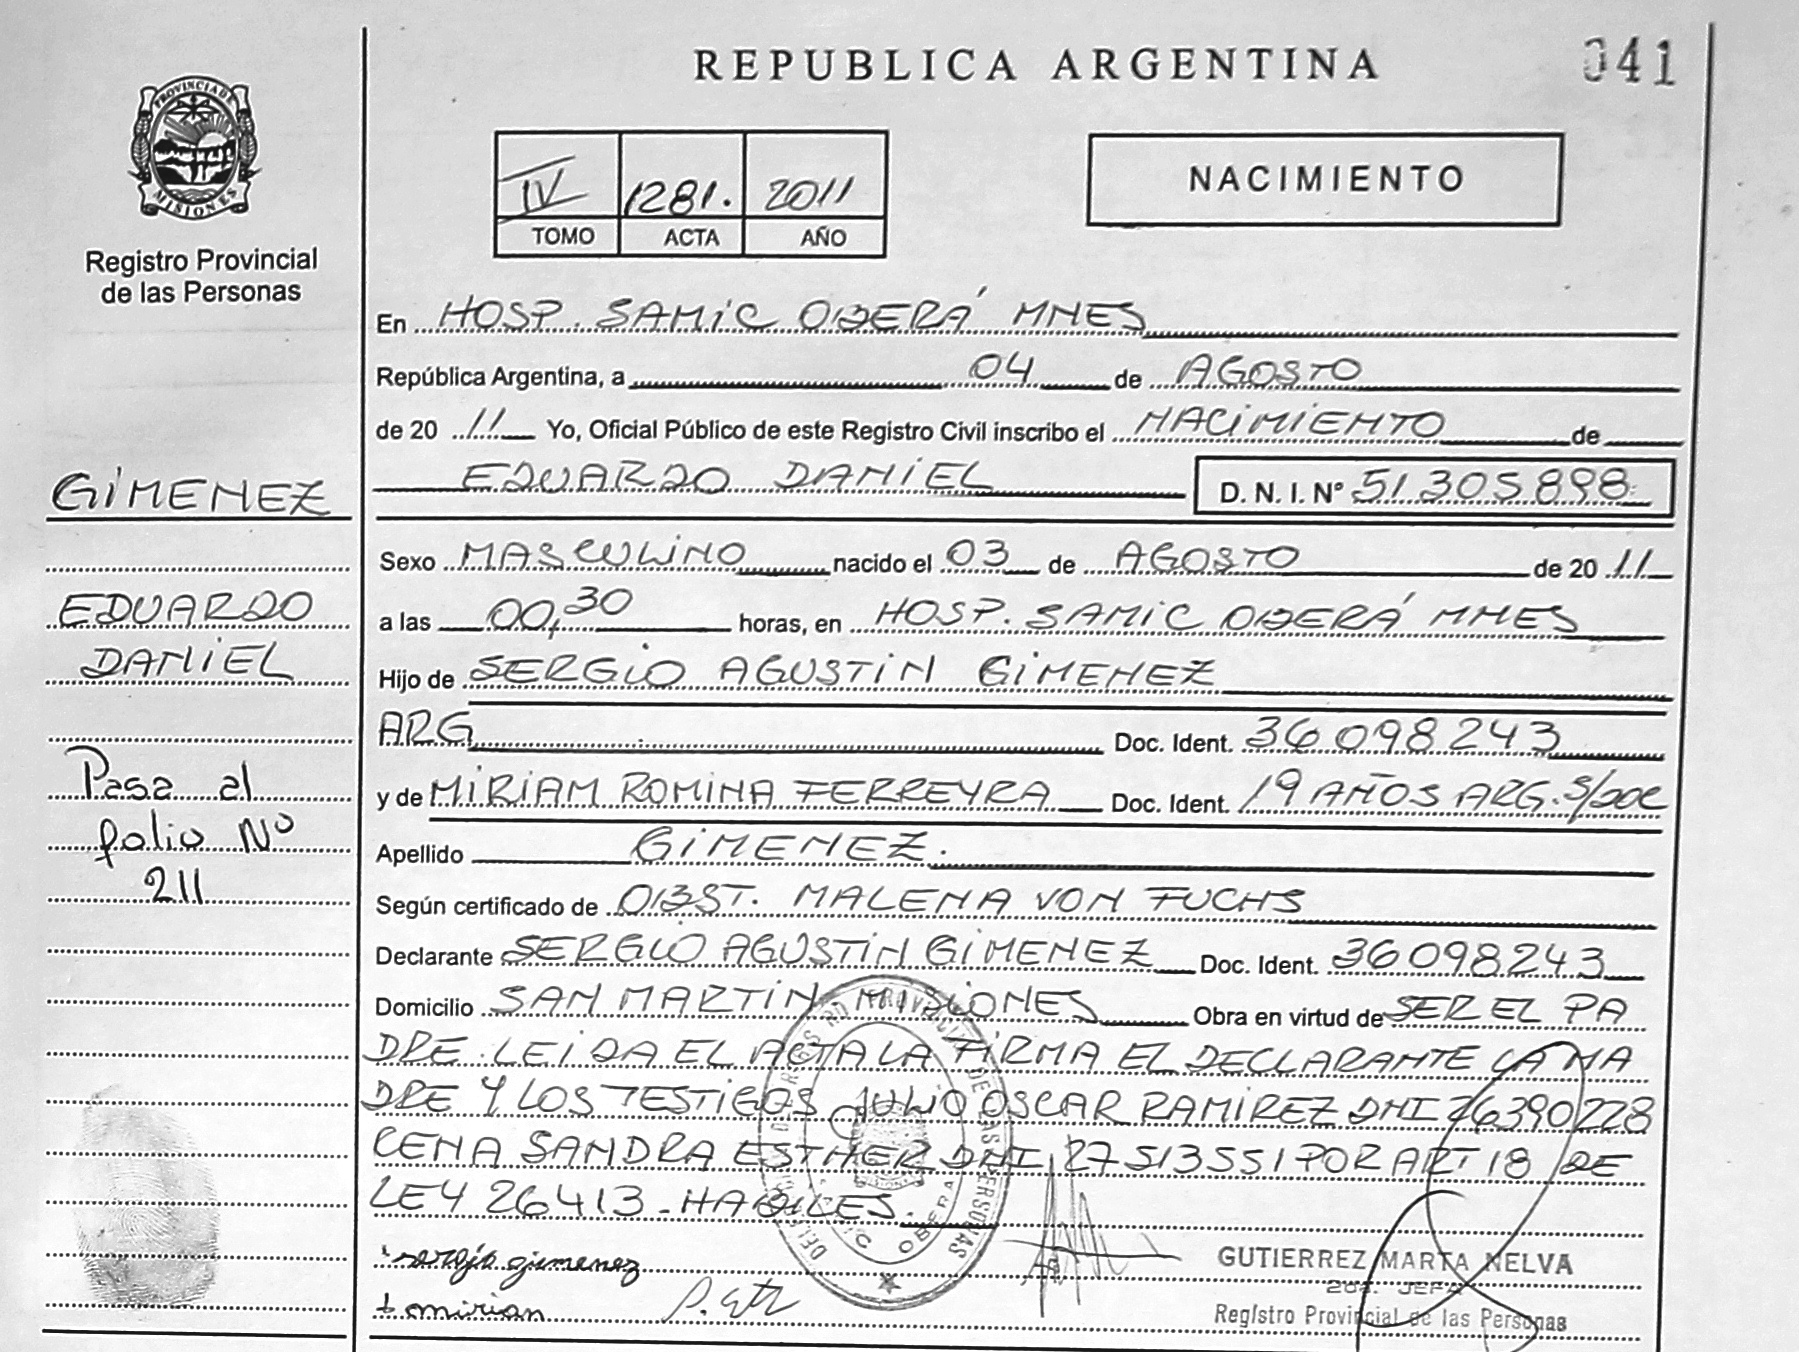 REPUBLICA ARGENTINA
041
PROVINCIA DE
MISIONES
Registro Provincial
de las Personas
NACIMIENTO
IV 1281. 2011
TOMO ACTA AÑO
En HOSP. SAMIC OBERÁ MNES
República Argentina, a 04 de AGOSTO
de 20 11 Yo, Oficial Público de este Registro Civil inscribo el NACIMIENTO de
EDUARDO DANIEL D. N. I. Nº 51305898
GIMENEZ
Sexo MASCULINO nacido el 03 de AGOSTO de 20 11
EDUARDO
DANIEL
a las 00,30 horas, en HOSP. SAMIC OBERÁ MNES
Hijo de SERGIO AGUSTIN GIMENEZ
ARG Doc. Ident. 36098243
y de MIRIAM ROMINA FERREYRA Doc. Ident. 19 AÑOS ARG. S/DOC
Pasa al
folio Nº
211
Apellido GIMENEZ.
Según certificado de OBST. MALENA VON FUCHS
Declarante SERGIO AGUSTIN GIMENEZ Doc. Ident. 36098243
Domicilio SAN MARTIN MISIONES Obra en virtud de SER EL PA
DRE. LEIDA EL ACTA LA FIRMA EL DECLARANTE LA MA
DRE Y LOS TESTIGOS JULIO OSCAR RAMIREZ DNI 26390228
CENA SANDRA ESTHER DNI 27513551 POR ART 18 DE
LEY 26413 - HABILES.
sergio gimenez
mirian
GUTIERREZ MARTA NELVA
2da. JEFA
Registro Provincial de las Personas